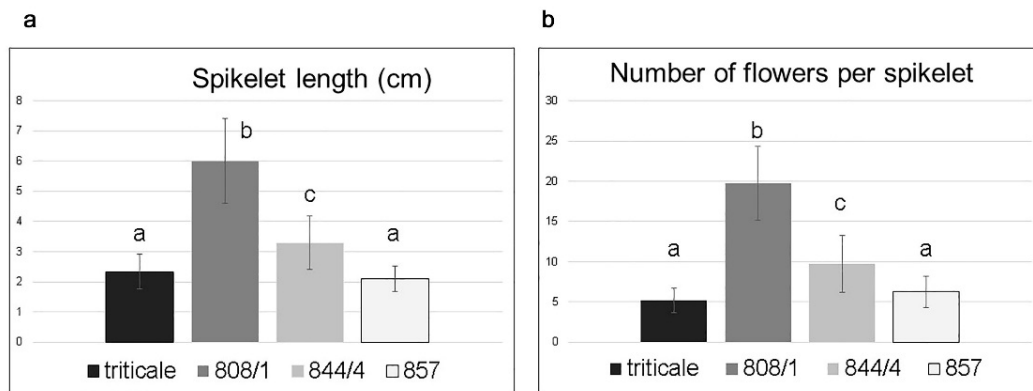 a
Spikelet length (cm)
8
7
6
5
4
3
2
1
0
a
b
c
a
triticale 808/1 844/4 857
b
Number of flowers per spikelet
30
25
20
15
10
5
0
a
b
c
a
triticale 808/1 844/4 857